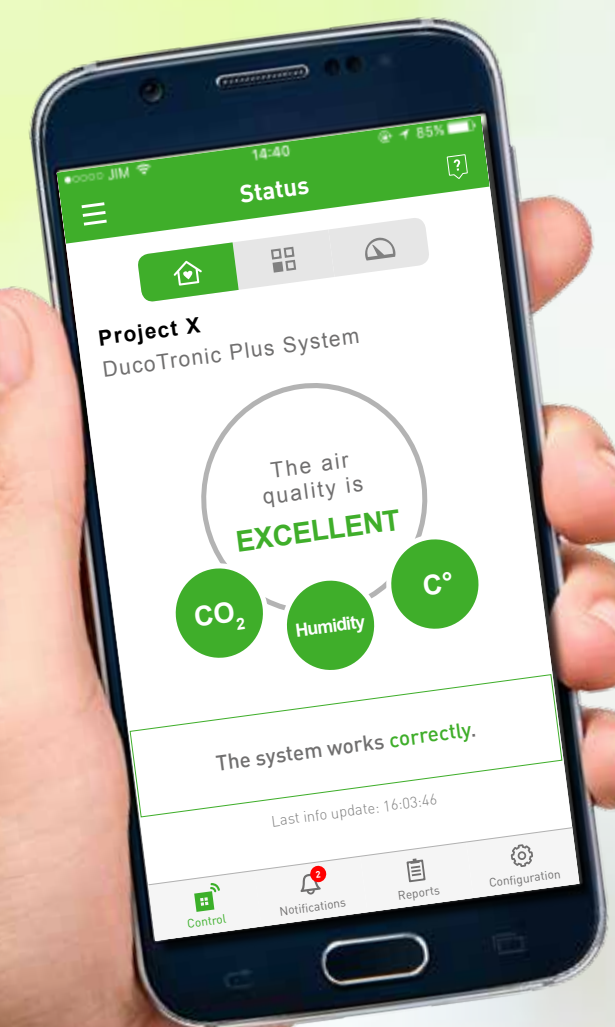 JIM 14:40 85%
Status
?
Project X
DucoTronic Plus System
The air
quality is
EXCELLENT
CO₂
Humidity
C°
The system works correctly.
Last info update: 16:03:46
2
Control Notifications Reports Configuration